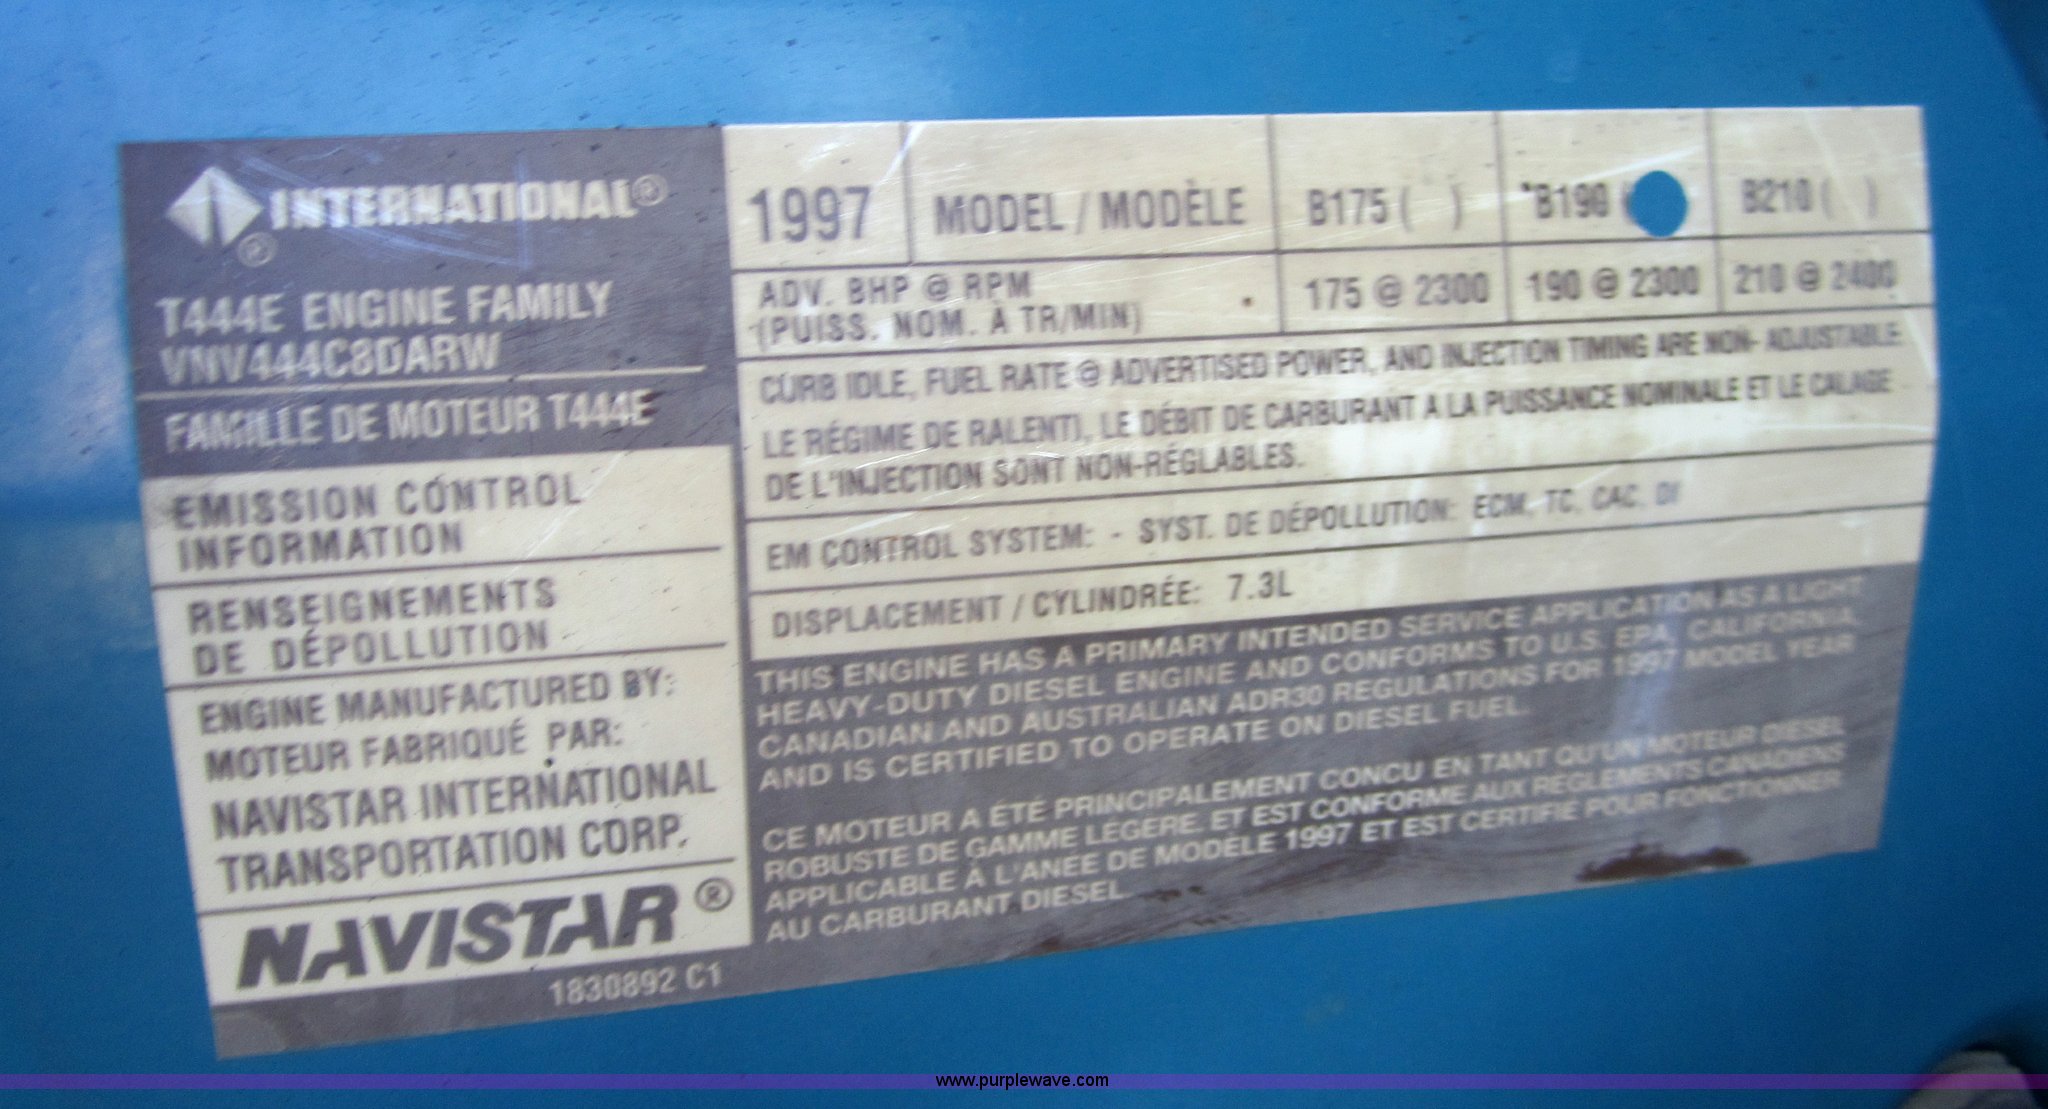 INTERNATIONAL®
®
T444E ENGINE FAMILY
VNV444C8DARW
FAMILLE DE MOTEUR T444E
EMISSION CONTROL
INFORMATION
RENSEIGNEMENTS
DE DÉPOLLUTION
ENGINE MANUFACTURED BY:
MOTEUR FABRIQUÉ PAR:
NAVISTAR INTERNATIONAL
TRANSPORTATION CORP.
NAVISTAR ®
1830892 C1
1997 MODEL / MODÈLE B175 ( ) *B190 ( B210 ( )
ADV. BHP @ RPM
(PUISS. NOM. À TR/MIN)
175 @ 2300 190 @ 2300 210 @ 2400
CURB IDLE, FUEL RATE @ ADVERTISED POWER, AND INJECTION TIMING ARE NON- ADJUSTABLE.
LE RÉGIME DE RALENTI, LE DÉBIT DE CARBURANT A LA PUISSANCE NOMINALE ET LE CALAGE
DE L'INJECTION SONT NON-RÉGLABLES.
EM CONTROL SYSTEM: - SYST. DE DÉPOLLUTION: ECM, TC, CAC, DI
DISPLACEMENT / CYLINDRÉE: 7.3L
THIS ENGINE HAS A PRIMARY INTENDED SERVICE APPLICATION AS A LIGHT
HEAVY-DUTY DIESEL ENGINE AND CONFORMS TO U.S. EPA, CALIFORNIA,
CANADIAN AND AUSTRALIAN ADR30 REGULATIONS FOR 1997 MODEL YEAR
AND IS CERTIFIED TO OPERATE ON DIESEL FUEL.
CE MOTEUR A ÉTÉ PRINCIPALEMENT CONCU EN TANT QU'UN MOTEUR DIESEL
ROBUSTE DE GAMME LÉGÈRE, ET EST CONFORME AUX REGLEMENTS CANADIENS
APPLICABLE À L'ANÉE DE MODÈLE 1997 ET EST CERTIFIÉ POUR FONCTIONNER
AU CARBURANT DIESEL.
www.purplewave.com